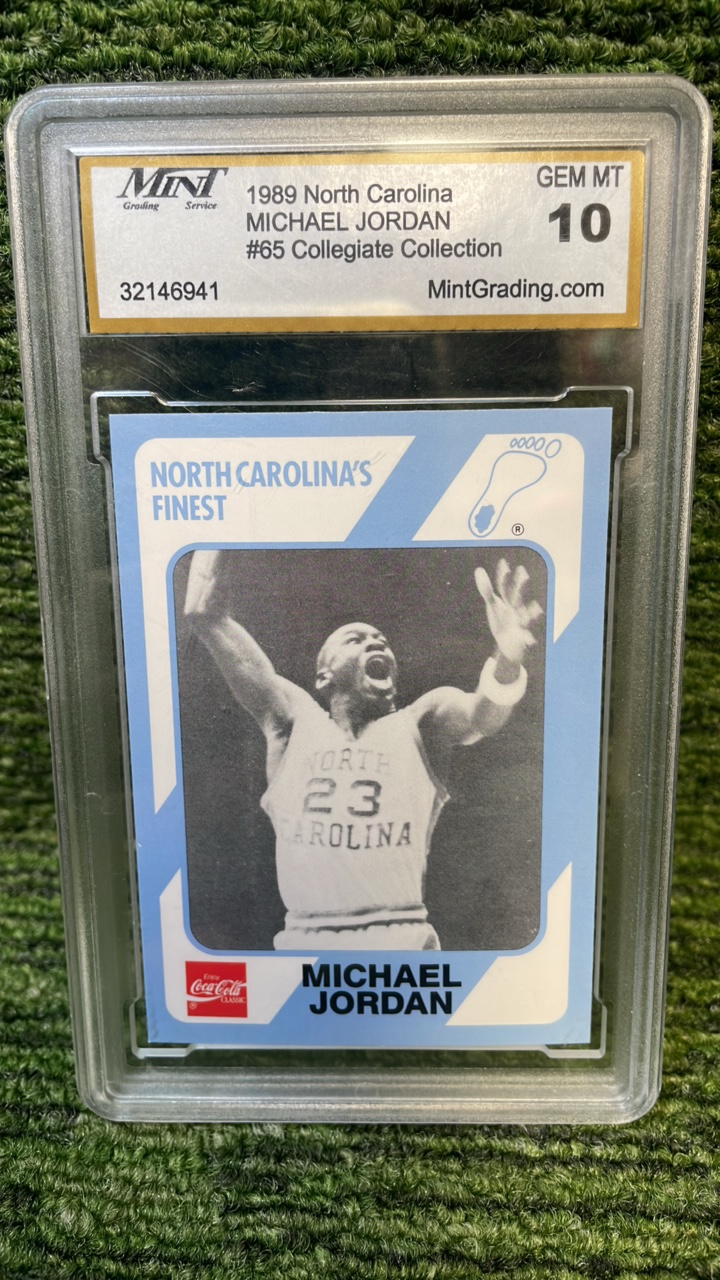 MINT
Grading Service
1989 North Carolina
MICHAEL JORDAN
#65 Collegiate Collection
GEM MT
10
32146941
MintGrading.com
NORTH CAROLINA'S
FINEST
®
NORTH
23
CAROLINA
Enjoy
Coca-Cola
CLASSIC
®
MICHAEL
JORDAN